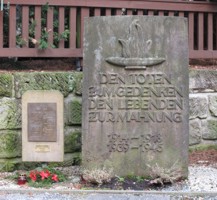 DEN TOTEN
ZUM GEDENKEN
DEN LEBENDEN
ZUR MAHNUNG
1914-1918
1939-1945